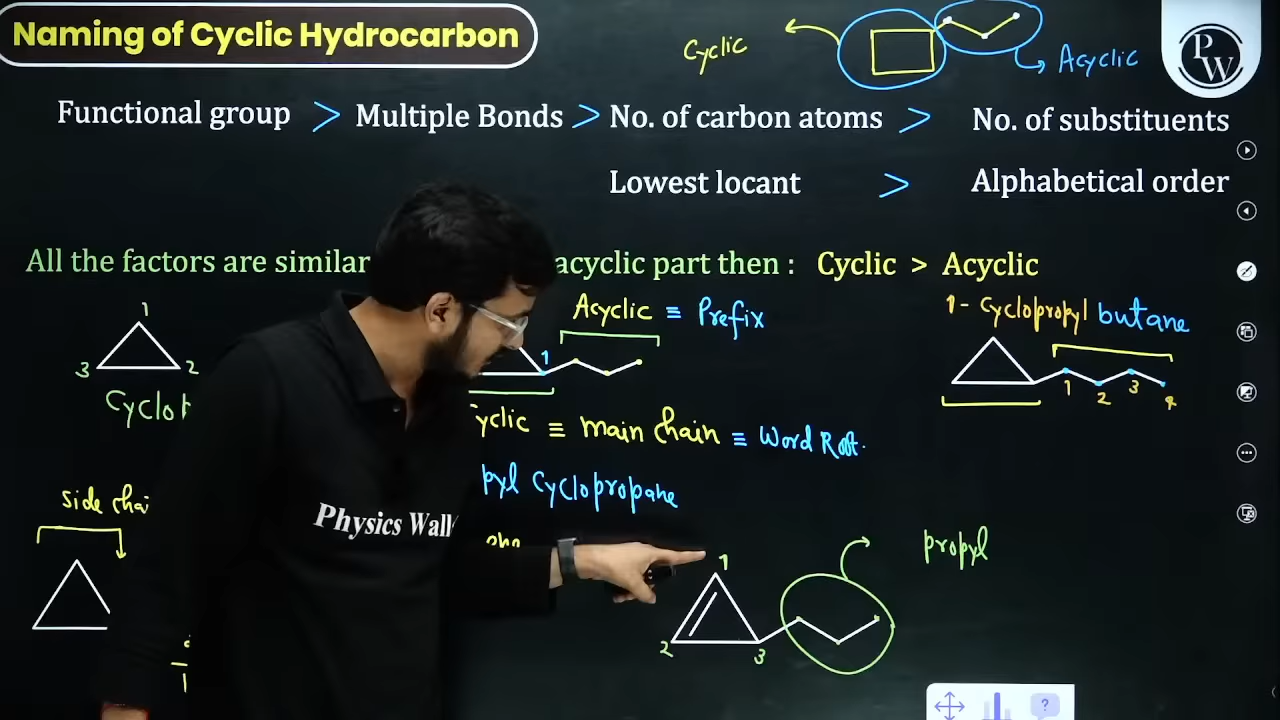 Naming of Cyclic Hydrocarbon
Cyclic
Acyclic
PW
Functional group > Multiple Bonds > No. of carbon atoms > No. of substituents
Lowest locant > Alphabetical order
All the factors are similar acyclic part then : Cyclic > Acyclic
1
3
2
Acyclic ≡ Prefix
1
1- Cyclopropyl butane
1
2
3
4
yclic ≡ main chain ≡ Word Root.
pyl Cyclopropane
Side chai
Physics Wall
1
2
3
propyl
?